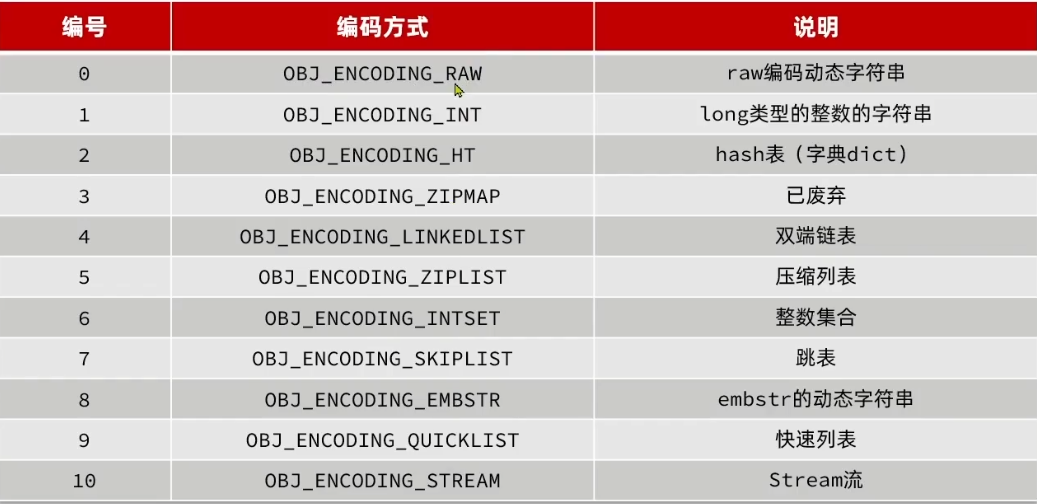 编号 编码方式 说明
0 OBJ_ENCODING_RAW raw编码动态字符串
1 OBJ_ENCODING_INT long类型的整数的字符串
2 OBJ_ENCODING_HT hash表（字典dict）
3 OBJ_ENCODING_ZIPMAP 已废弃
4 OBJ_ENCODING_LINKEDLIST 双端链表
5 OBJ_ENCODING_ZIPLIST 压缩列表
6 OBJ_ENCODING_INTSET 整数集合
7 OBJ_ENCODING_SKIPLIST 跳表
8 OBJ_ENCODING_EMBSTR embstr的动态字符串
9 OBJ_ENCODING_QUICKLIST 快速列表
10 OBJ_ENCODING_STREAM Stream流